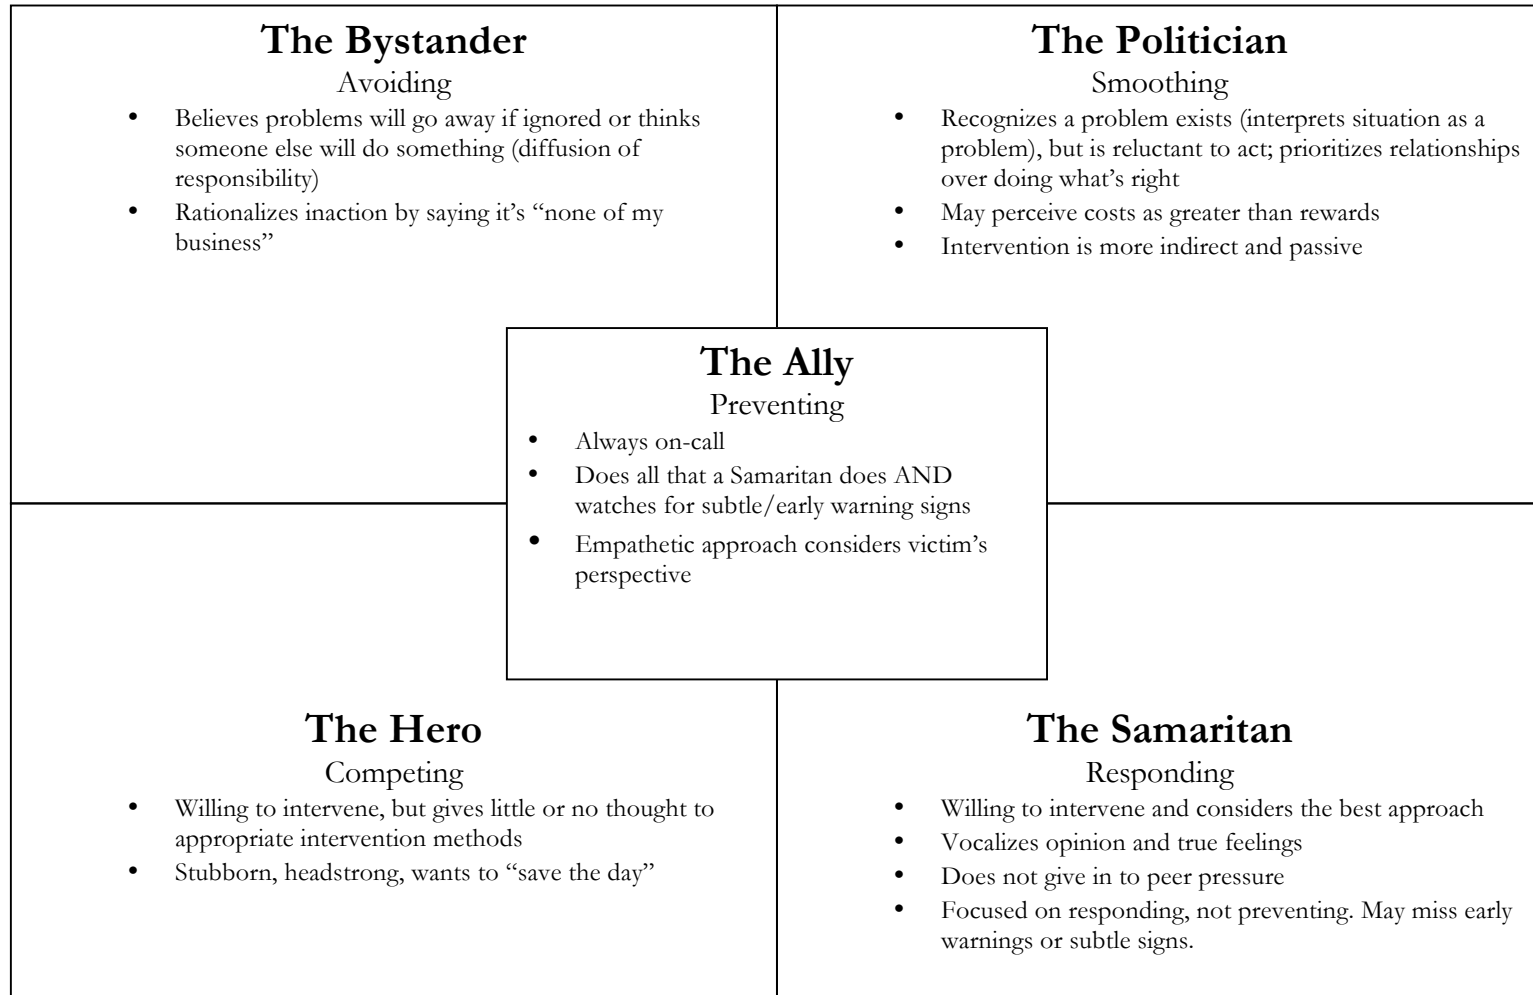 The Bystander
Avoiding
• Believes problems will go away if ignored or thinks
someone else will do something (diffusion of
responsibility)
• Rationalizes inaction by saying it’s “none of my
business”
The Politician
Smoothing
• Recognizes a problem exists (interprets situation as a
problem), but is reluctant to act; prioritizes relationships
over doing what’s right
• May perceive costs as greater than rewards
• Intervention is more indirect and passive
The Ally
Preventing
• Always on-call
• Does all that a Samaritan does AND
watches for subtle/early warning signs
• Empathetic approach considers victim’s
perspective
The Hero
Competing
• Willing to intervene, but gives little or no thought to
appropriate intervention methods
• Stubborn, headstrong, wants to “save the day”
The Samaritan
Responding
• Willing to intervene and considers the best approach
• Vocalizes opinion and true feelings
• Does not give in to peer pressure
• Focused on responding, not preventing. May miss early
warnings or subtle signs.